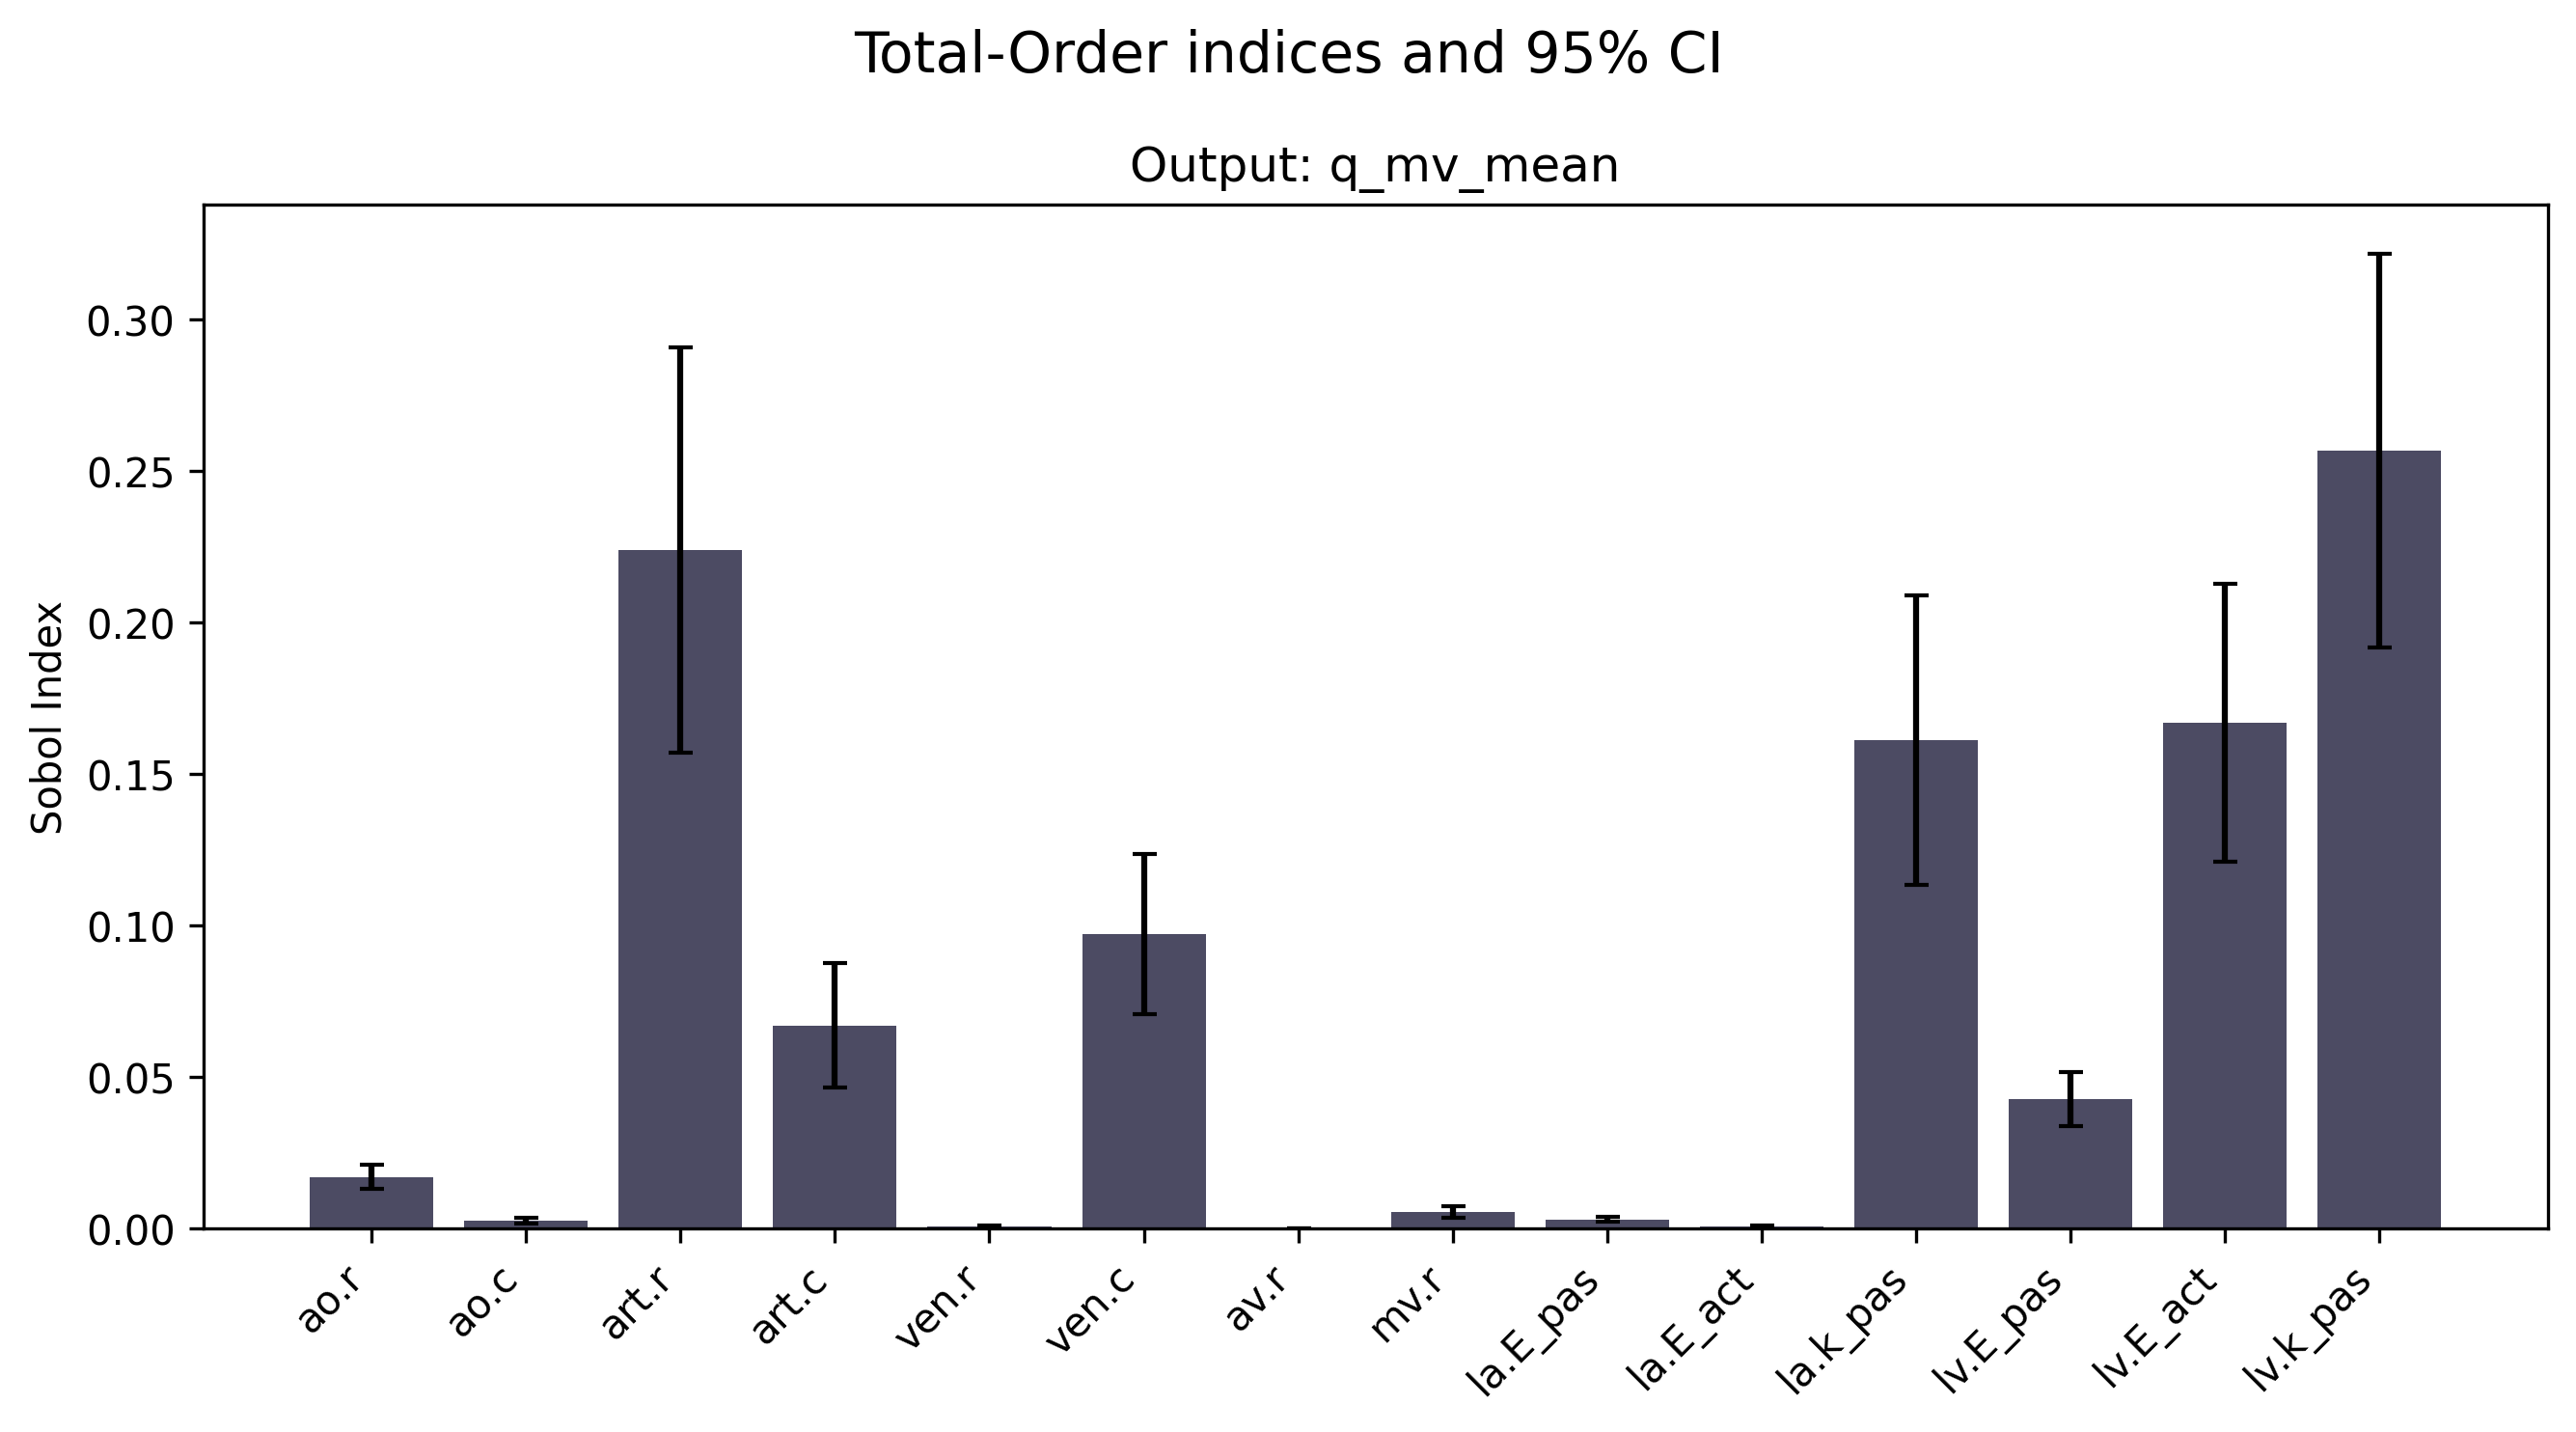 Total-Order indices and 95% CI
Output: q_mv_mean
Sobol Index
0.30
0.25
0.20
0.15
0.10
0.05
0.00
ao.r
ao.c
art.r
art.c
ven.r
ven.c
av.r
mv.r
la.E_pas
la.E_act
la.k_pas
lv.E_pas
lv.E_act
lv.k_pas